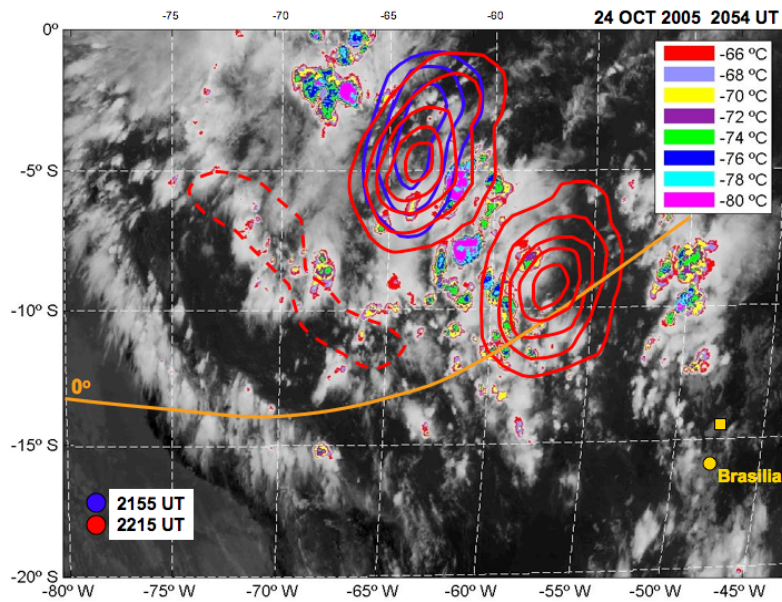 -75 -70 -65 -60 24 OCT 2005 2054 UT
0º
-66 ºC
-68 ºC
-70 ºC
-72 ºC
-74 ºC
-76 ºC
-78 ºC
-80 ºC
-5º S
-10º S
0º
-15º S
Brasilia
2155 UT
2215 UT
-20º S
-80º W -75º W -70º W -65º W -60º W -55º W -50º W -45º W